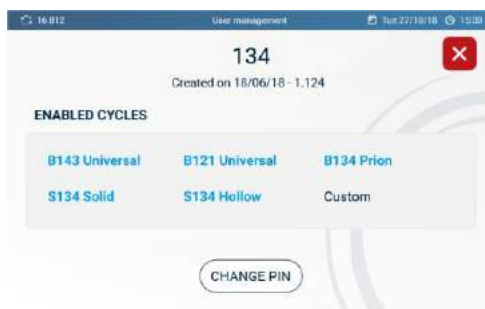 16.012 User management Tue 27/10/18 15:00
134
Created on 18/06/18 - 1.124
ENABLED CYCLES
B143 Universal B121 Universal B134 Prion
S134 Solid S134 Hollow Custom
CHANGE PIN